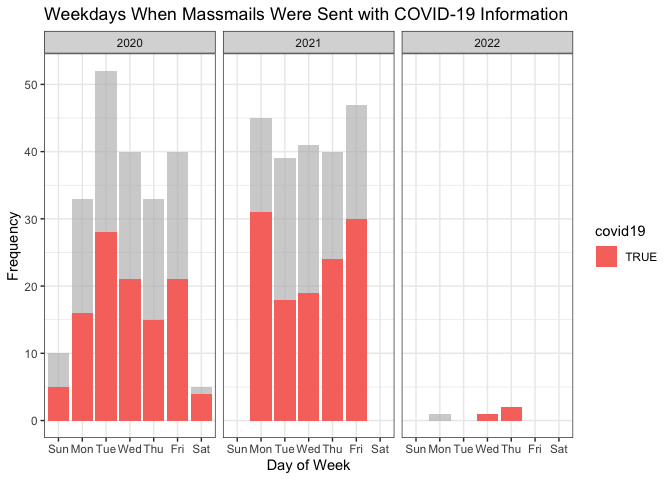 Weekdays When Massmails Were Sent with COVID-19 Information
2020 2021 2022
50
40
30
20
10
0
Frequency
Sun Mon Tue Wed Thu Fri Sat Sun Mon Tue Wed Thu Fri Sat Sun Mon Tue Wed Thu Fri Sat
Day of Week
covid19
TRUE